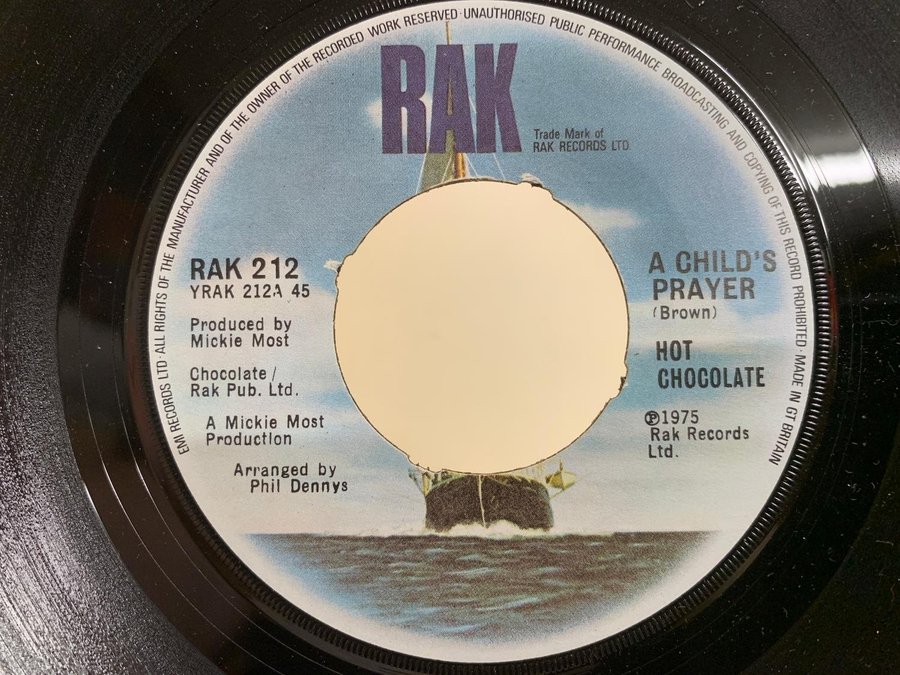 EMI RECORDS LTD · ALL RIGHTS OF THE MANUFACTURER AND OF THE OWNER OF THE RECORDED WORK RESERVED · UNAUTHORISED PUBLIC PERFORMANCE BROADCASTING AND COPYING OF THIS RECORD PROHIBITED · MADE IN GT BRITAIN
RAK
Trade Mark of
RAK RECORDS LTD
RAK 212
YRAK 212A 45
Produced by
Mickie Most
Chocolate/
Rak Pub. Ltd.
A Mickie Most
Production
Arranged by
Phil Dennys
A CHILD'S
PRAYER
(Brown)
HOT
CHOCOLATE
℗1975
Rak Records
Ltd.